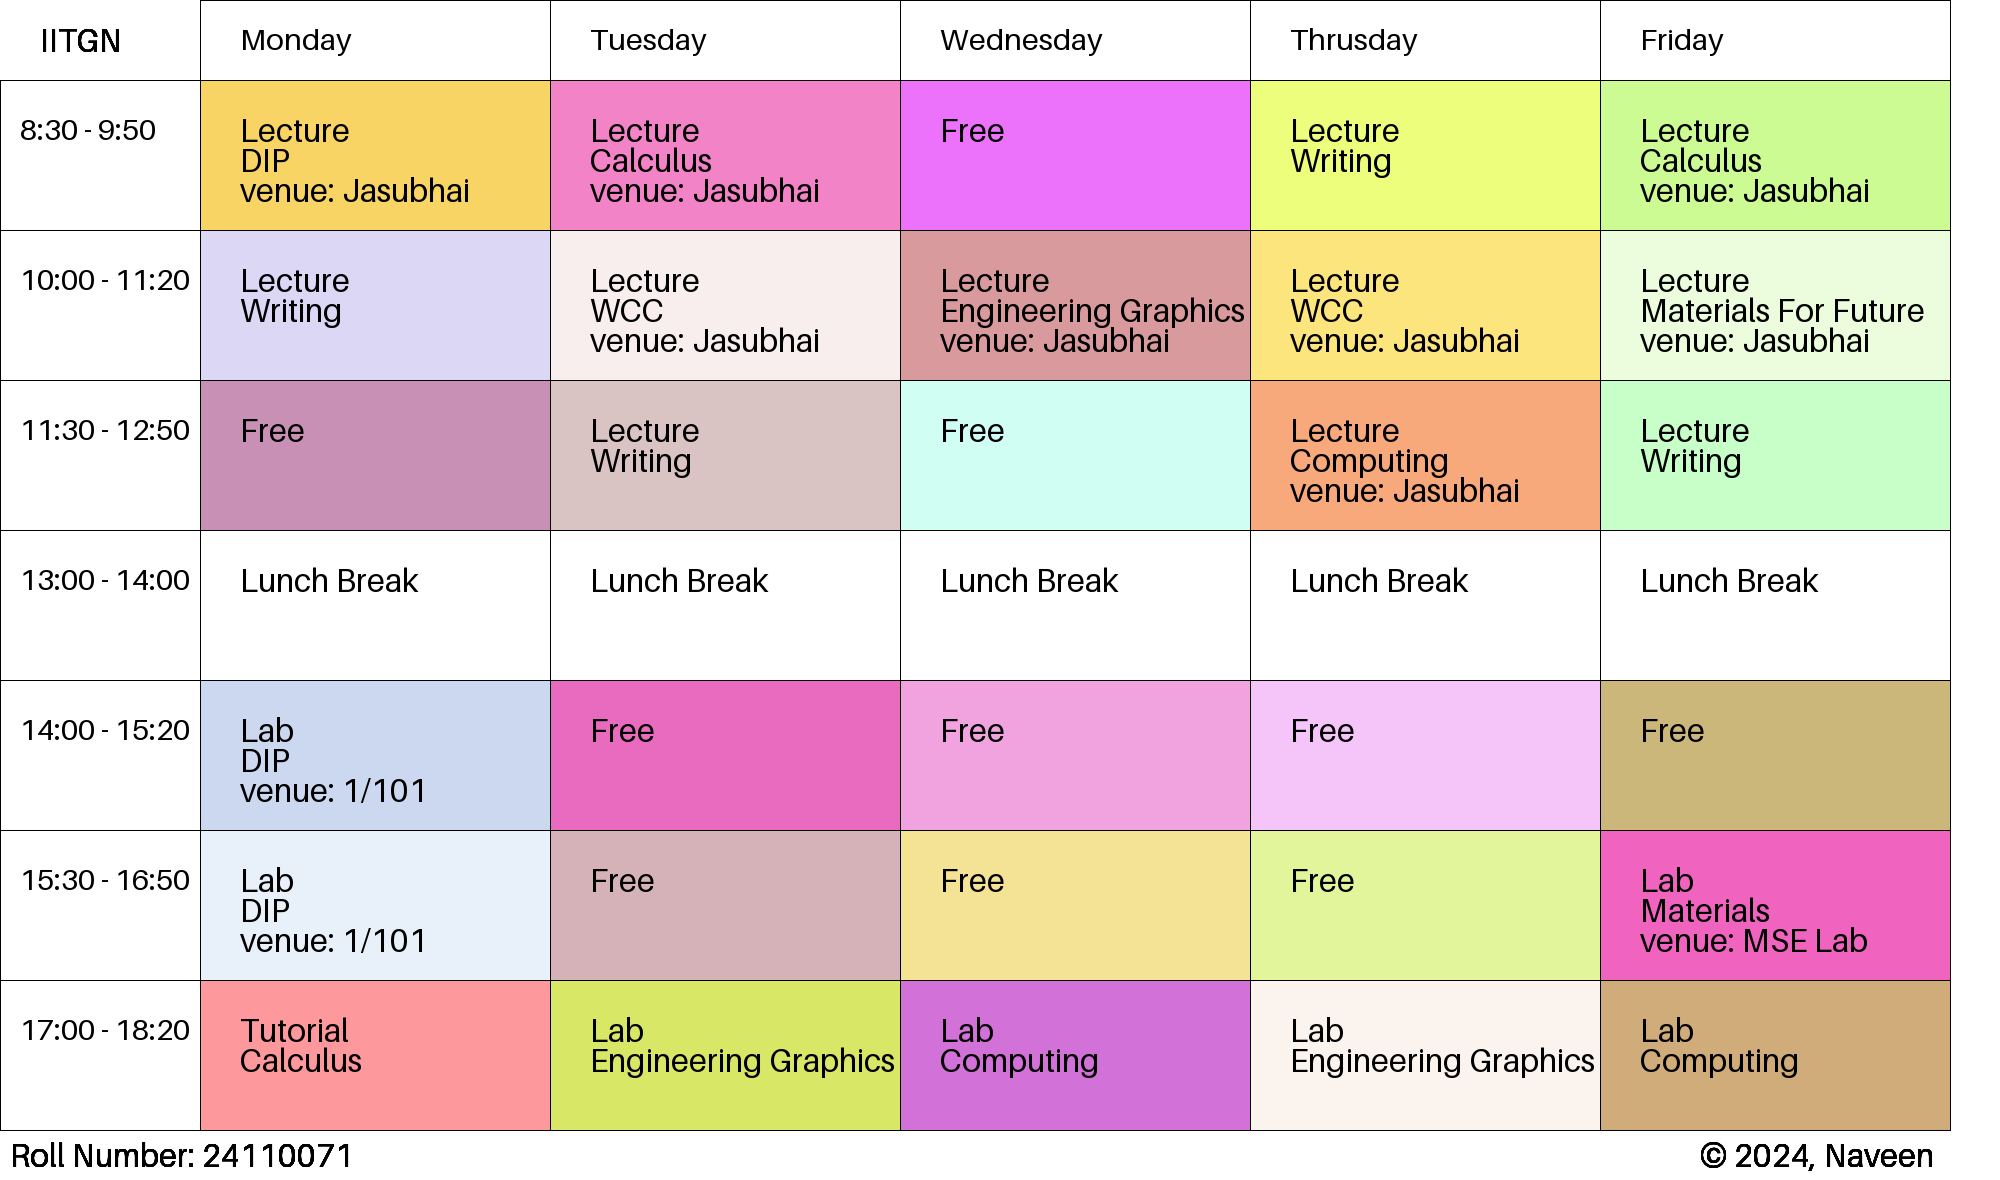 IITGN Monday Tuesday Wednesday Thrusday Friday
8:30 - 9:50
Lecture
DIP
venue: Jasubhai
Lecture
Calculus
venue: Jasubhai
Free
Lecture
Writing
Lecture
Calculus
venue: Jasubhai
10:00 - 11:20
Lecture
Writing
Lecture
WCC
venue: Jasubhai
Lecture
Engineering Graphics
venue: Jasubhai
Lecture
WCC
venue: Jasubhai
Lecture
Materials For Future
venue: Jasubhai
11:30 - 12:50
Free
Lecture
Writing
Free
Lecture
Computing
venue: Jasubhai
Lecture
Writing
13:00 - 14:00
Lunch Break
Lunch Break
Lunch Break
Lunch Break
Lunch Break
14:00 - 15:20
Lab
DIP
venue: 1/101
Free
Free
Free
Free
15:30 - 16:50
Lab
DIP
venue: 1/101
Free
Free
Free
Lab
Materials
venue: MSE Lab
17:00 - 18:20
Tutorial
Calculus
Lab
Engineering Graphics
Lab
Computing
Lab
Engineering Graphics
Lab
Computing
Roll Number: 24110071
© 2024, Naveen